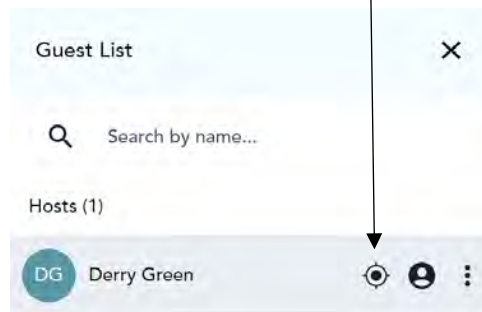 Guest List
Search by name...
Hosts (1)
DG Derry Green